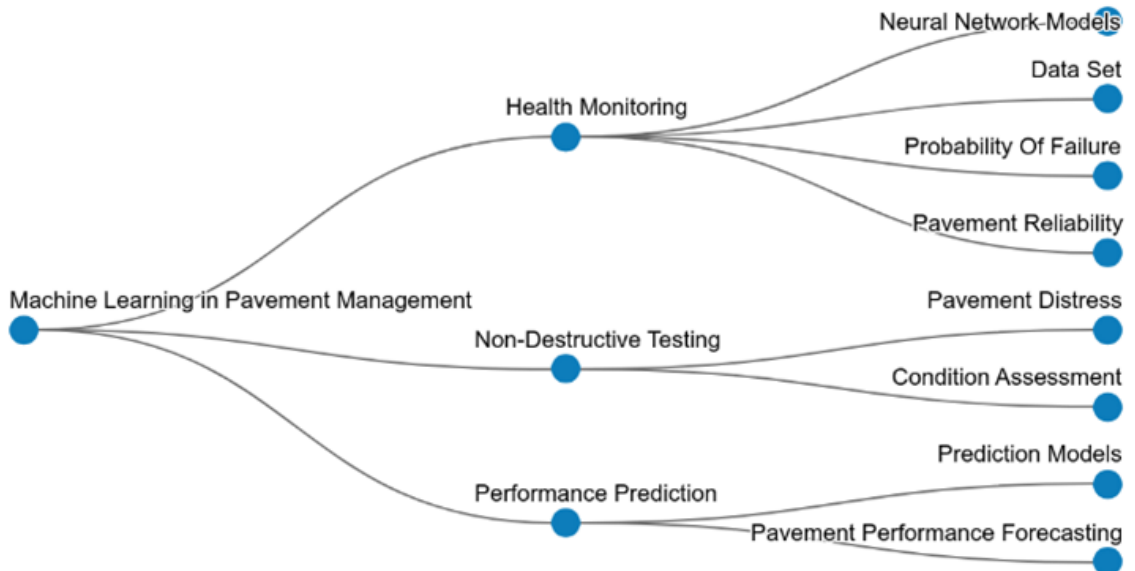 Neural Network Models
Data Set
Health Monitoring
Probability Of Failure
Pavement Reliability
Machine Learning in Pavement Management
Pavement Distress
Non-Destructive Testing
Condition Assessment
Prediction Models
Performance Prediction
Pavement Performance Forecasting